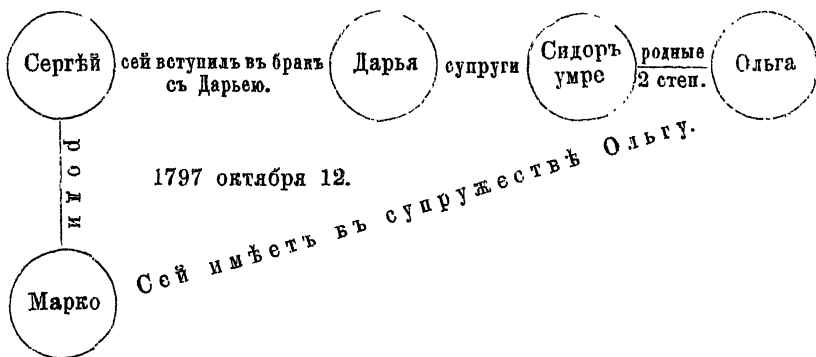 Сергѣй
сей вступилъ въ бракъ
съ Дарьею.
Дарья
супруги
Сидоръ
умре
родные
2 степ.
Ольга
роди
1797 октября 12.
Сей имѣетъ въ супружествѣ Ольгу.
Марко